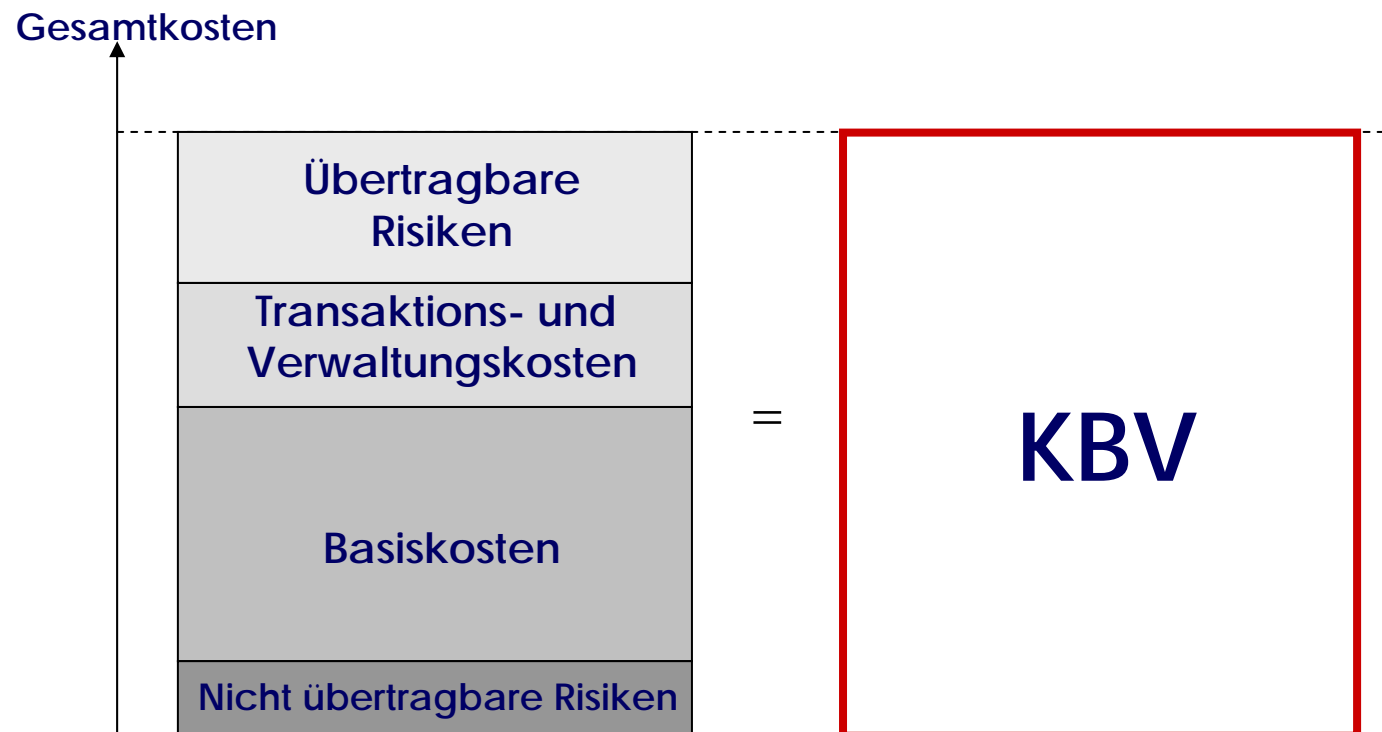 Gesamtkosten
Übertragbare
Risiken
Transaktions- und
Verwaltungskosten
=
KBV
Basiskosten
Nicht übertragbare Risiken